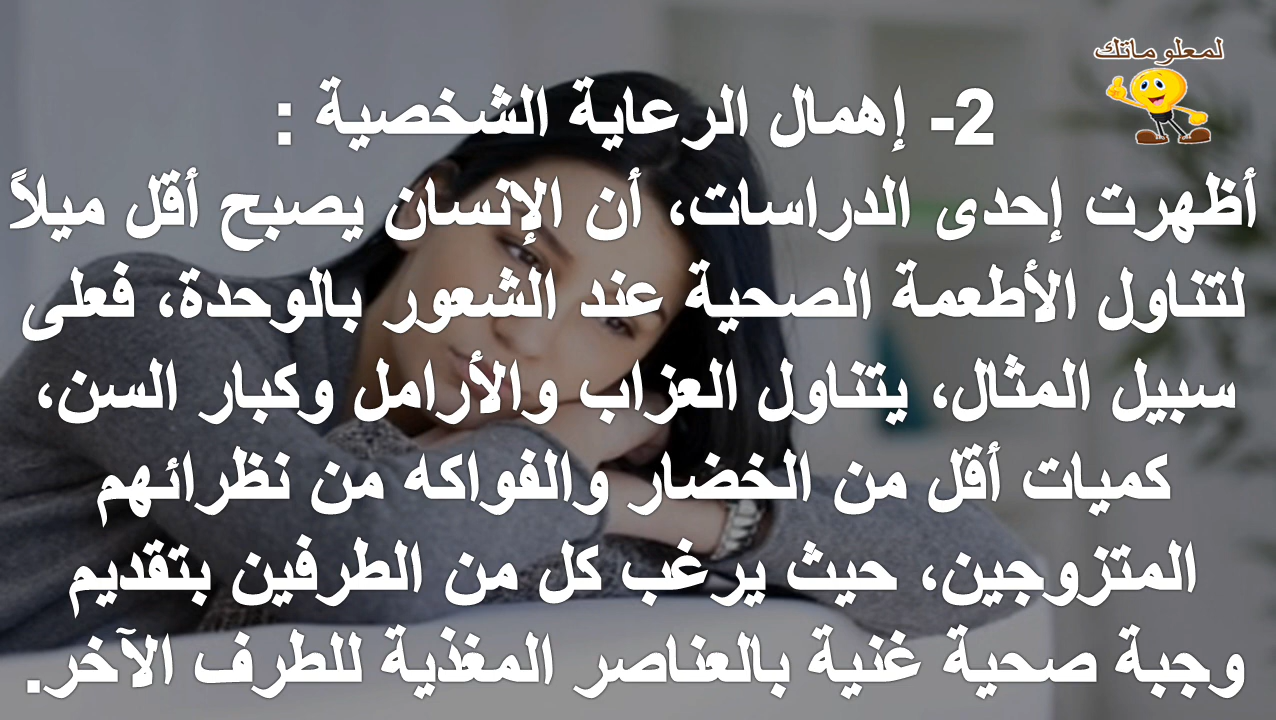 لمعلوماتك
2- إهمال الرعاية الشخصية :
أظهرت إحدى الدراسات، أن الإنسان يصبح أقل ميلاً
لتناول الأطعمة الصحية عند الشعور بالوحدة، فعلى
سبيل المثال، يتناول العزاب والأرامل وكبار السن،
كميات أقل من الخضار والفواكه من نظرائهم
المتزوجين، حيث يرغب كل من الطرفين بتقديم
وجبة صحية غنية بالعناصر المغذية للطرف الآخر.